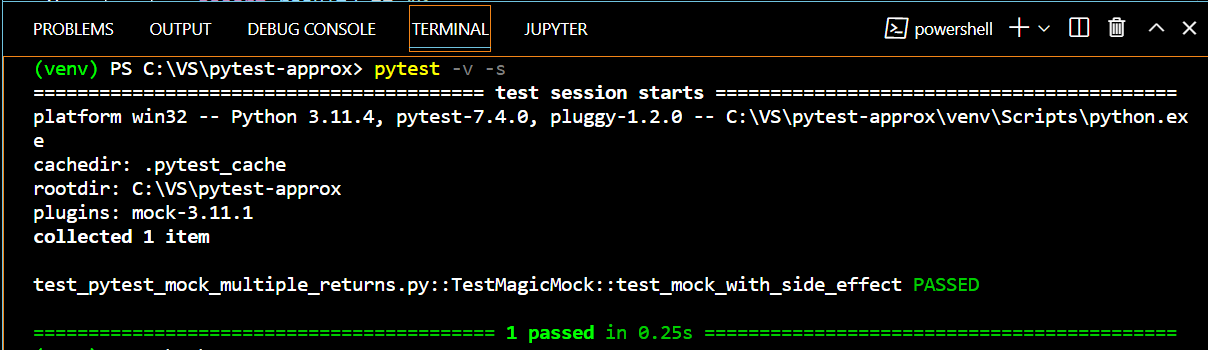 PROBLEMS OUTPUT DEBUG CONSOLE TERMINAL JUPYTER powershell
(venv) PS C:\VS\pytest-approx> pytest -v -s
========================================= test session starts ==========================================
platform win32 -- Python 3.11.4, pytest-7.4.0, pluggy-1.2.0 -- C:\VS\pytest-approx\venv\Scripts\python.ex
e
cachedir: .pytest_cache
rootdir: C:\VS\pytest-approx
plugins: mock-3.11.1
collected 1 item
test_pytest_mock_multiple_returns.py::TestMagicMock::test_mock_with_side_effect PASSED
========================================== 1 passed in 0.25s ===========================================